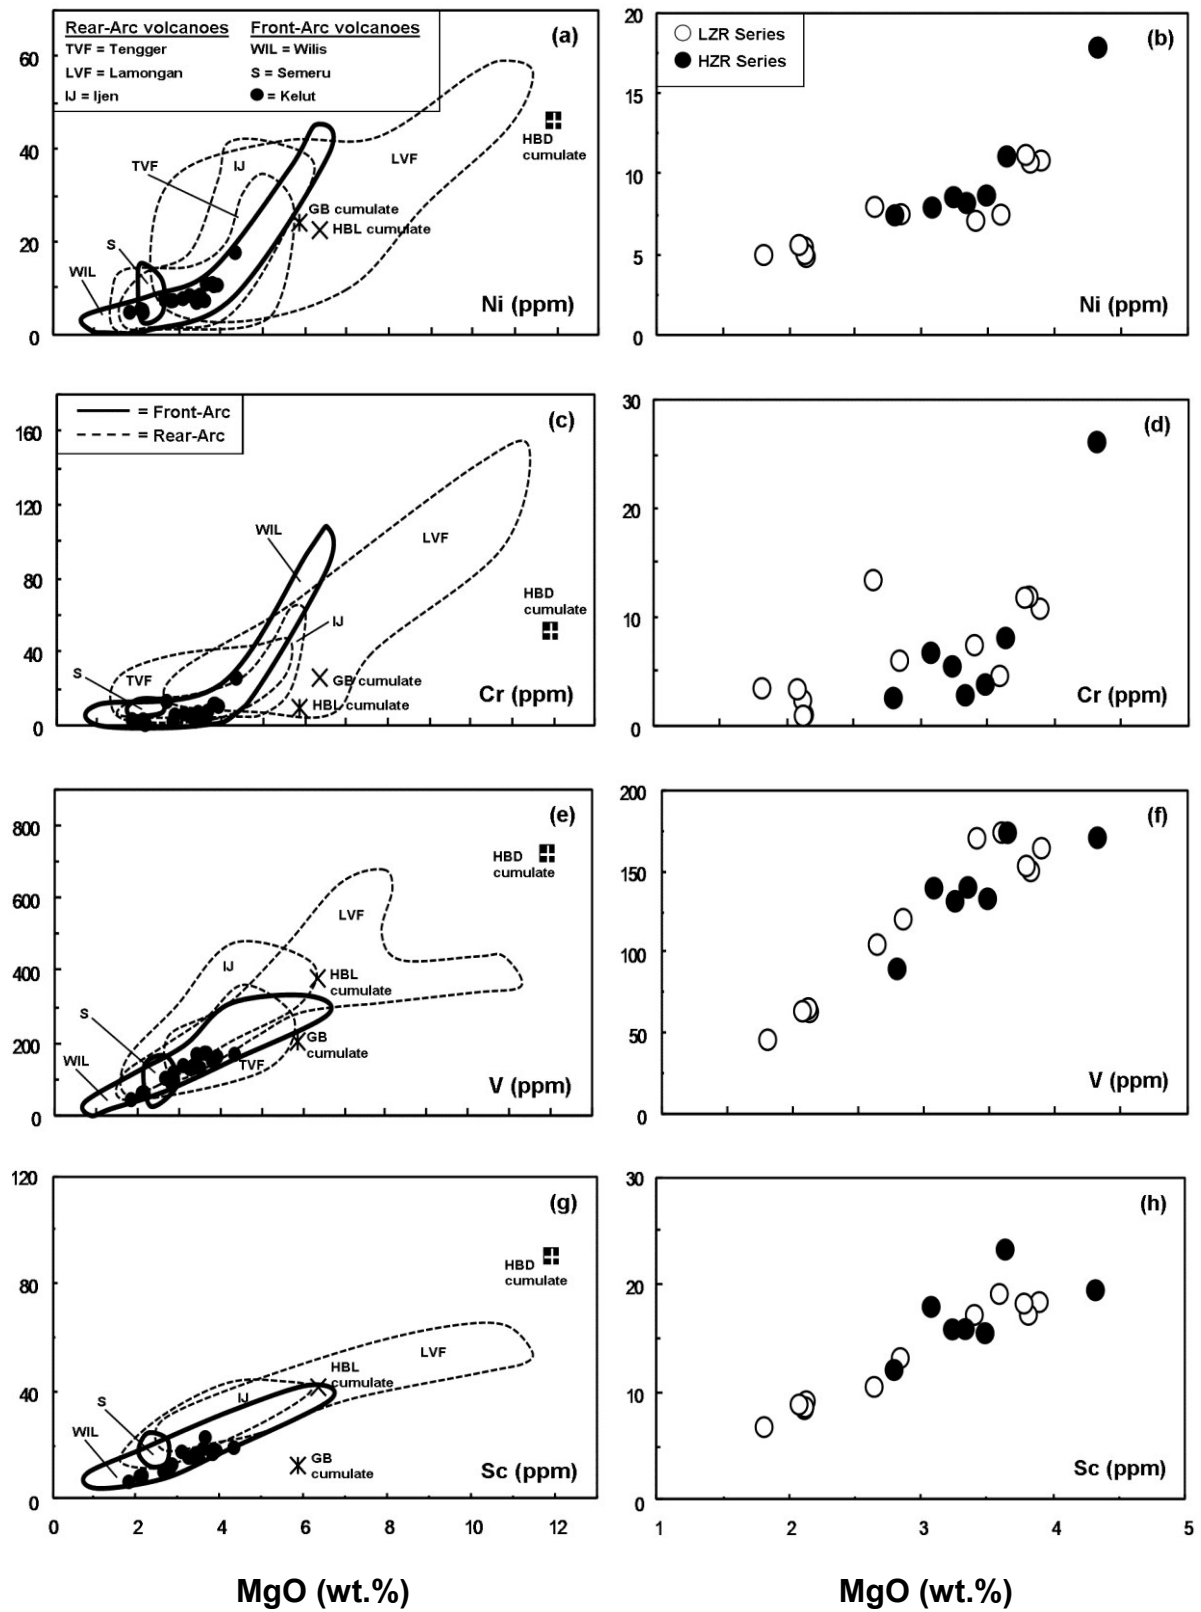 Rear-Arc volcanoes Front-Arc volcanoes
TVF = Tengger WIL = Wilis
LVF = Lamongan S = Semeru
IJ = Ijen = Kelut
(a)
60
40
20
0
TVF
IJ
LVF
HBD
cumulate
GB cumulate
HBL cumulate
S
WIL
Ni (ppm)
LZR Series
HZR Series
(b)
20
15
10
5
0
Ni (ppm)
= Front-Arc
= Rear-Arc
(c)
160
120
80
40
0
WIL
LVF
HBD
cumulate
IJ
S
TVF
GB cumulate
HBL cumulate
Cr (ppm)
(d)
30
20
10
0
Cr (ppm)
(e)
800
600
400
200
0
HBD
cumulate
LVF
IJ
HBL
cumulate
S
GB
cumulate
WIL
TVF
V (ppm)
(f)
200
150
100
50
0
V (ppm)
(g)
120
80
40
0
HBD
cumulate
LVF
HBL
cumulate
IJ
S
WIL
GB
cumulate
Sc (ppm)
0 2 4 6 8 10 12
MgO (wt.%)
(h)
30
20
10
0
Sc (ppm)
1 2 3 4 5
MgO (wt.%)